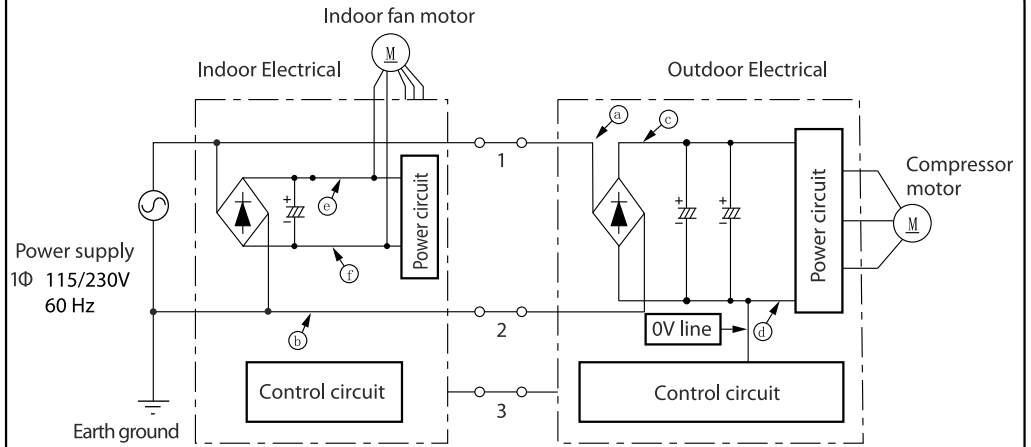 Indoor fan motor
M
Indoor Electrical
Outdoor Electrical
a
c
1
e
+
-
Power circuit
f
Power supply
1Φ 115/230V
60 Hz
b
2
+
-
+
-
Power circuit
Compressor
motor
M
0V line
d
Control circuit
3
Control circuit
Earth ground